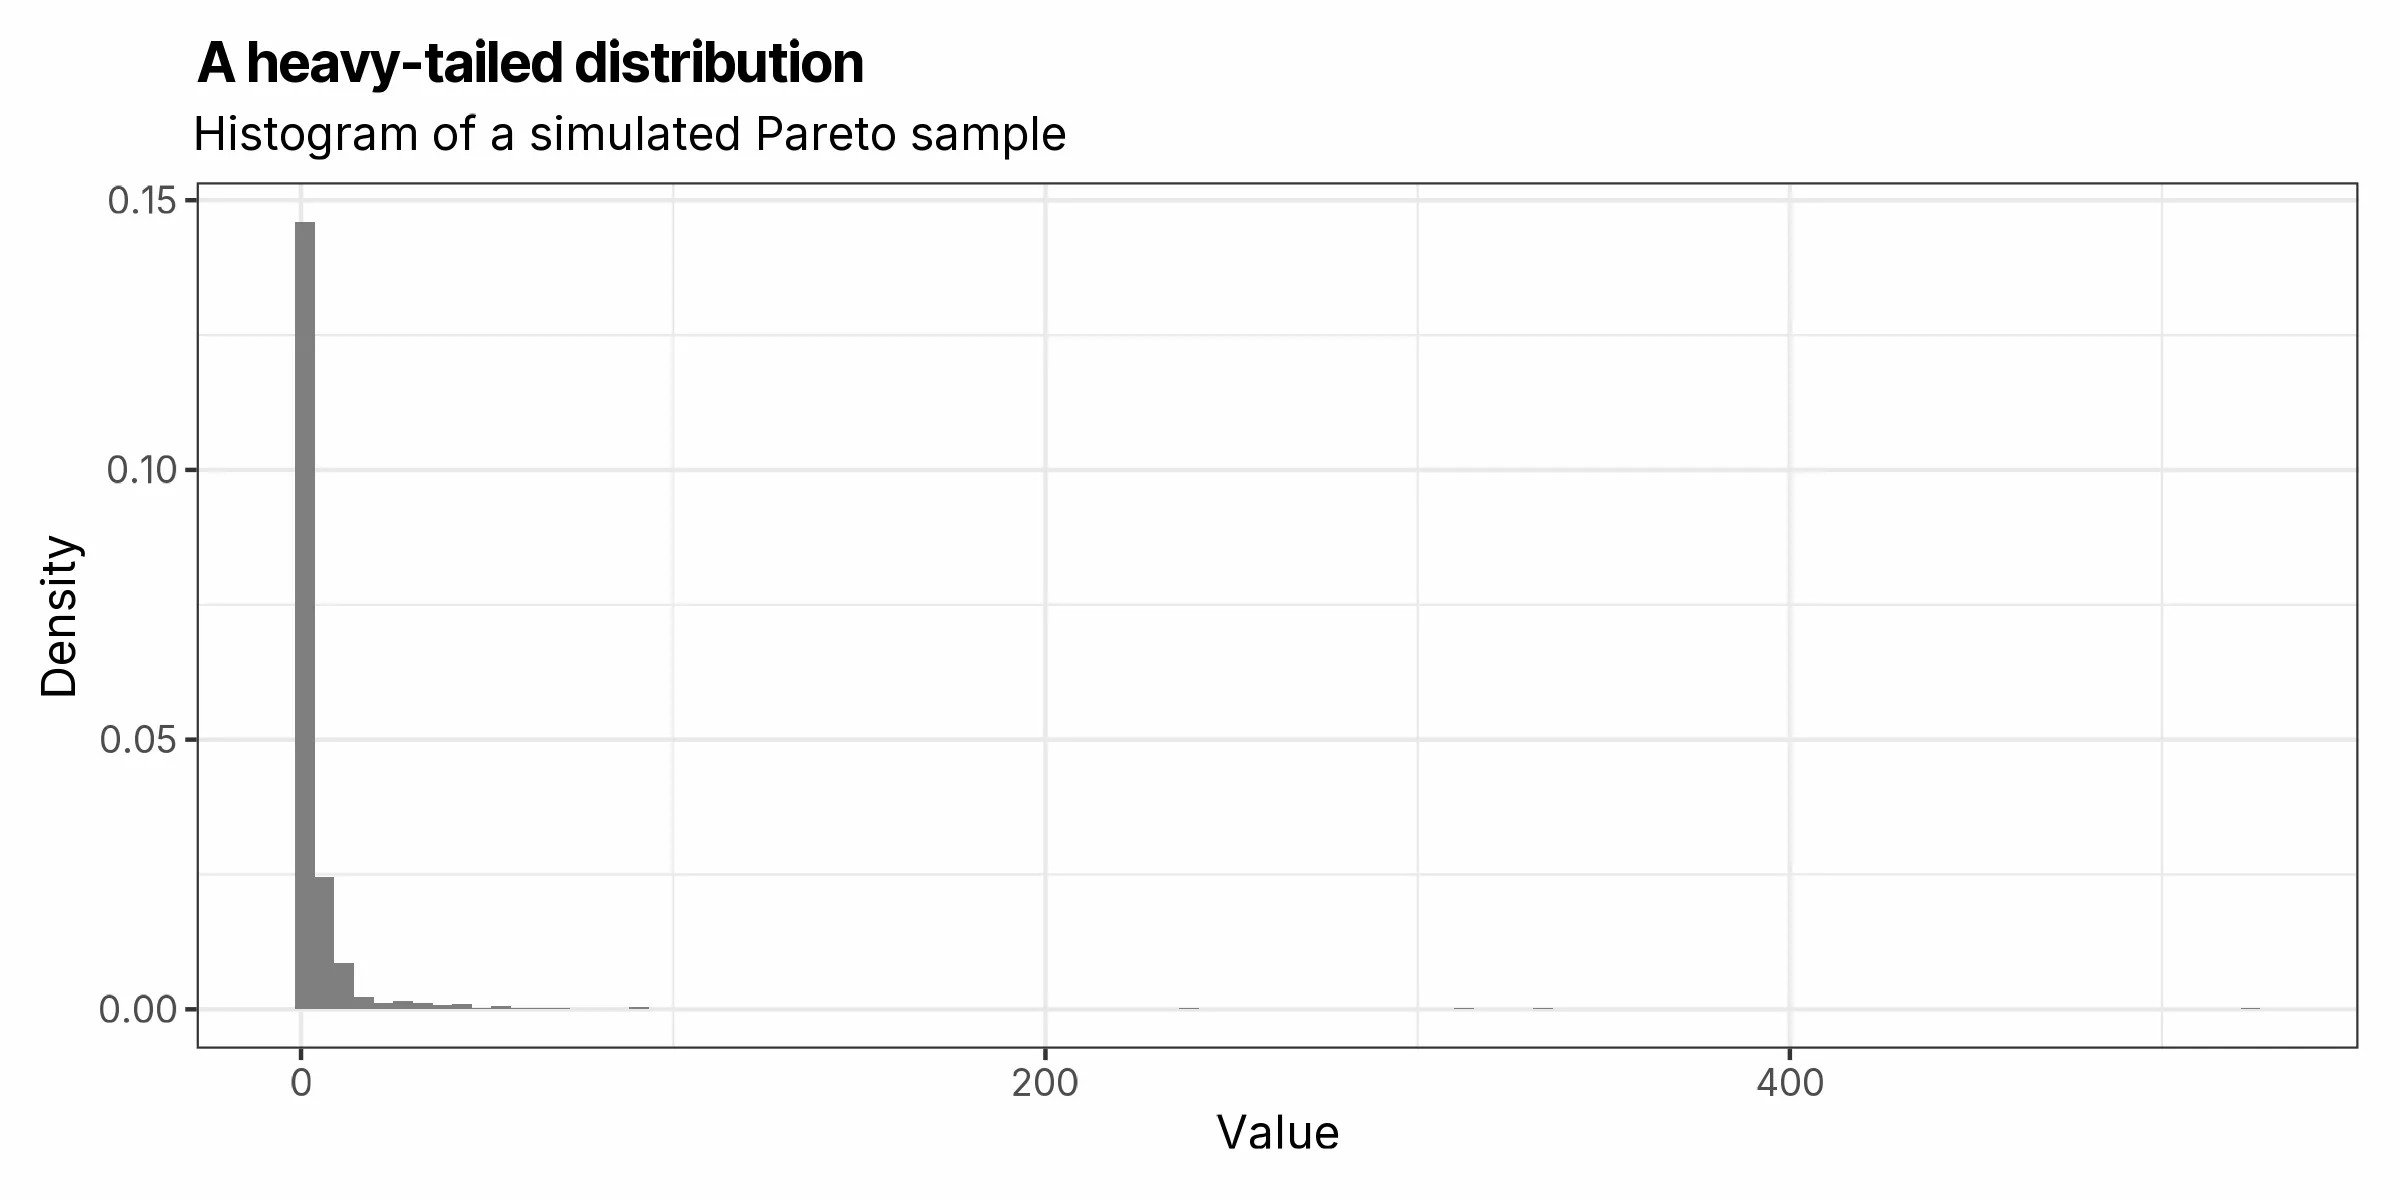 A heavy-tailed distribution
Histogram of a simulated Pareto sample
0.15
0.10
0.05
0.00
Density
0
200
400
Value